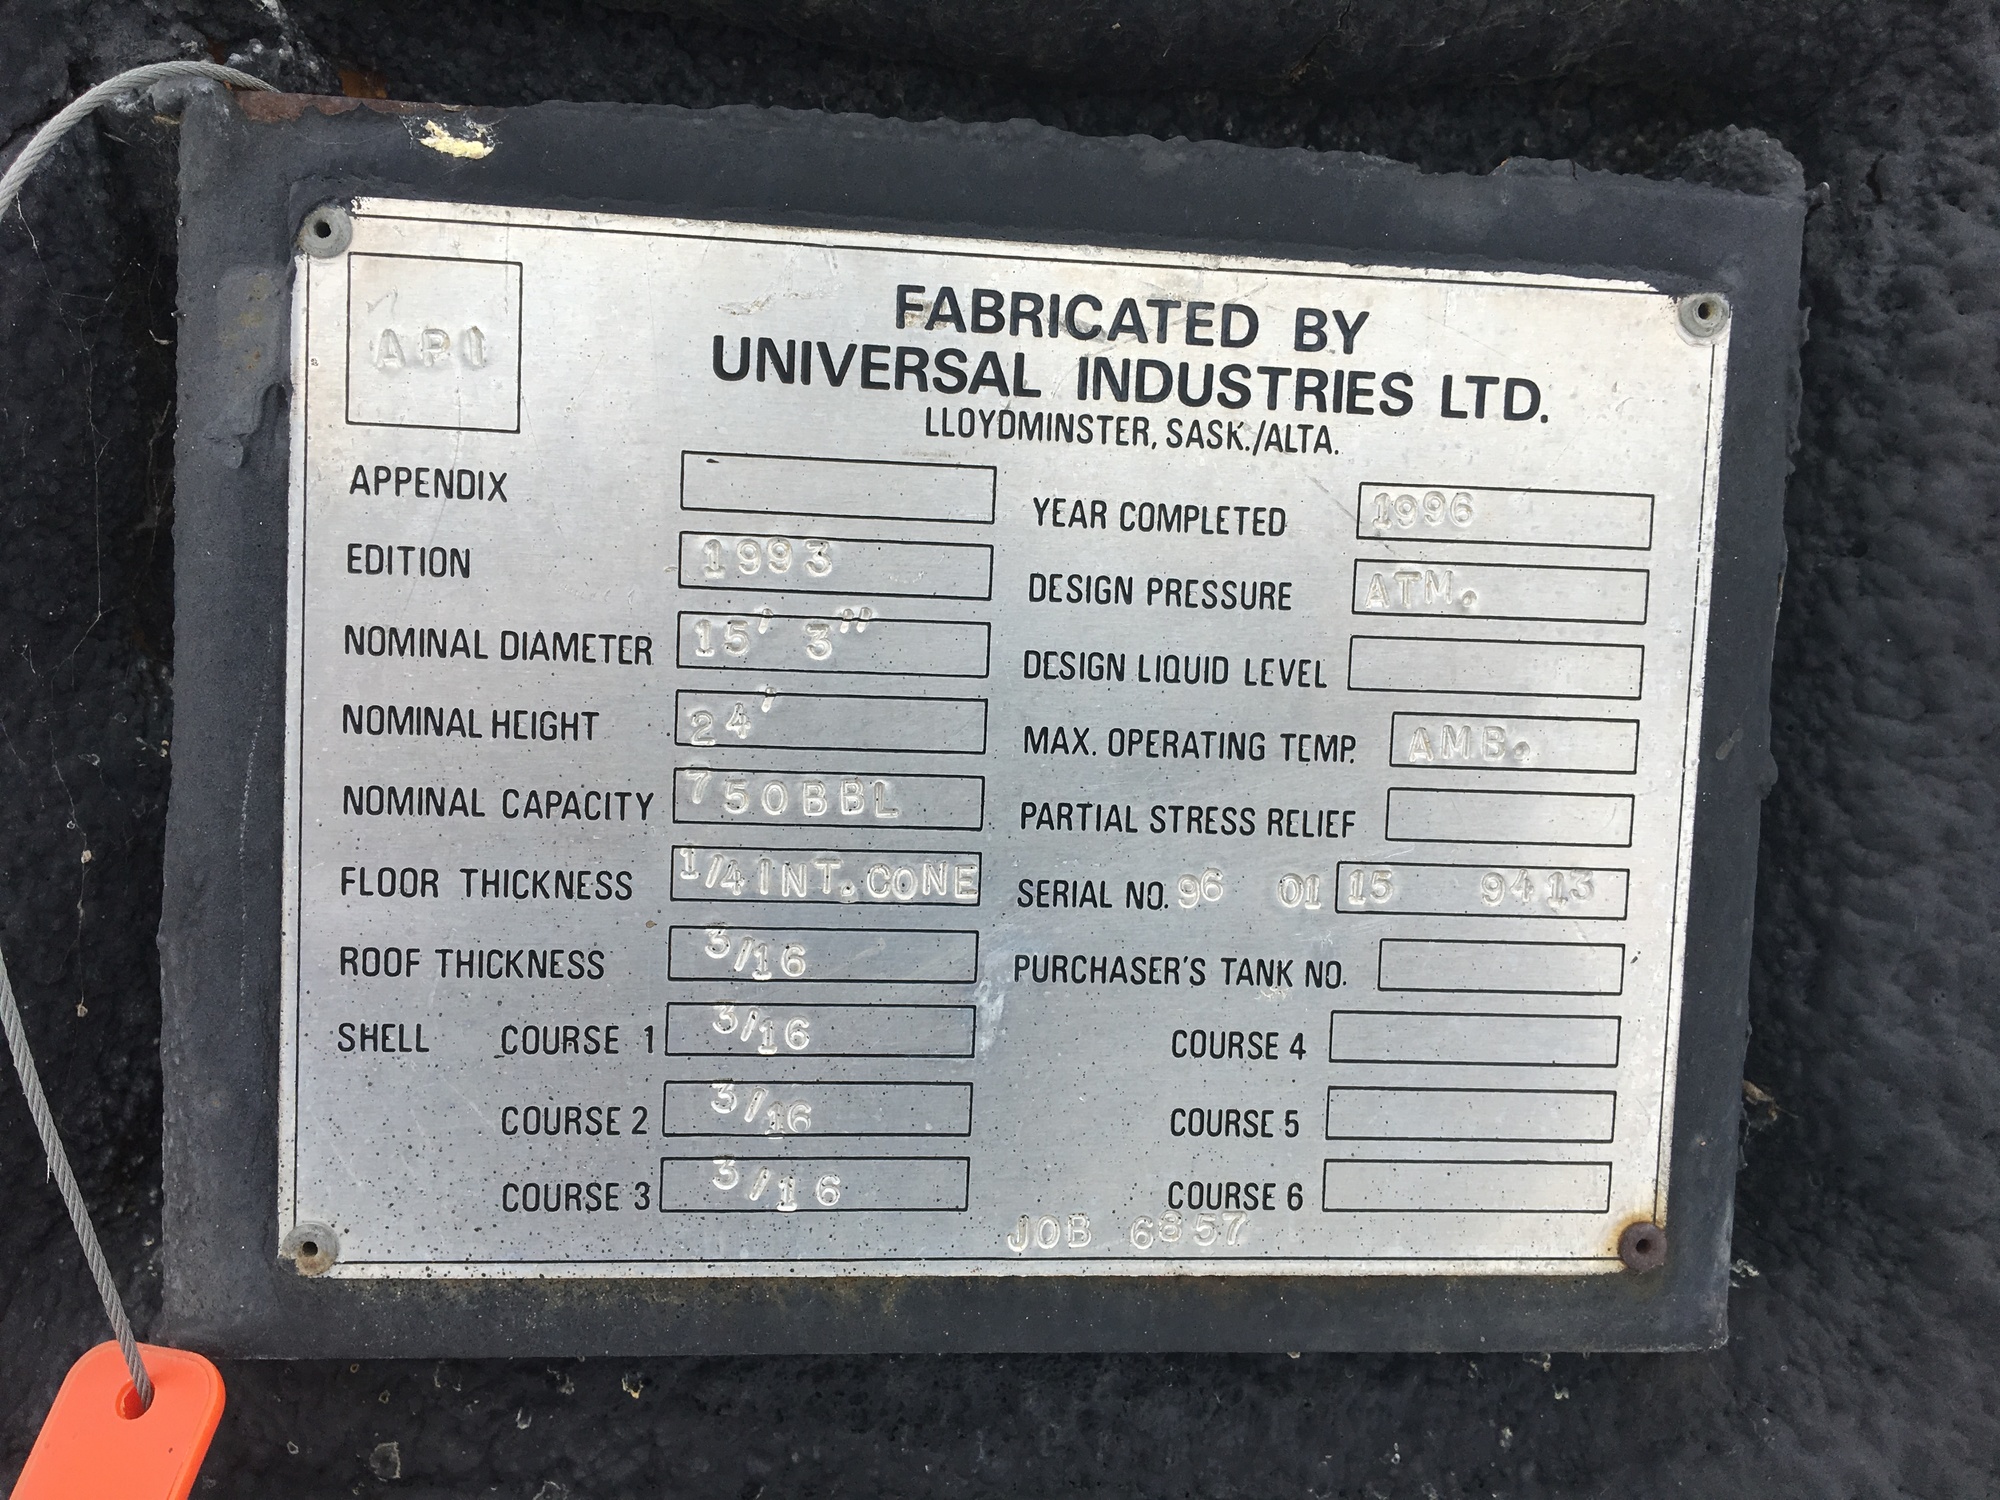 API
FABRICATED BY
UNIVERSAL INDUSTRIES LTD.
LLOYDMINSTER, SASK./ALTA.
APPENDIX
EDITION 1993
NOMINAL DIAMETER 15' 3"
NOMINAL HEIGHT 24'
NOMINAL CAPACITY 750BBL
FLOOR THICKNESS 1/4 INT. CONE
ROOF THICKNESS 3/16
SHELL COURSE 1 3/16
COURSE 2 3/16
COURSE 3 3/16
YEAR COMPLETED 1996
DESIGN PRESSURE ATM.
DESIGN LIQUID LEVEL
MAX. OPERATING TEMP. AMB.
PARTIAL STRESS RELIEF
SERIAL NO. 96 01 15 9413
PURCHASER'S TANK NO.
COURSE 4
COURSE 5
COURSE 6
JOB 6857